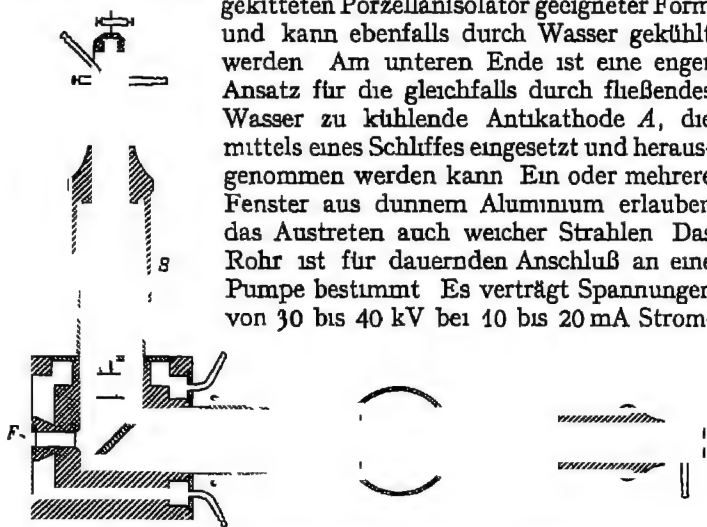 gekitteten Porzellanisolator geeigneter Form
und kann ebenfalls durch Wasser gekühlt
werden Am unteren Ende ist eine enger
Ansatz für die gleichfalls durch fließendes
Wasser zu kühlende Antikathode A, die
mittels eines Schliffes eingesetzt und heraus-
genommen werden kann Ein oder mehrere
Fenster aus dunnem Aluminium erlauben
das Austreten auch weicher Strahlen Das
Rohr ist für dauernden Anschluß an eine
Pumpe bestimmt Es verträgt Spannungen
von 30 bis 40 kV bei 10 bis 20 mA Strom-
B
F